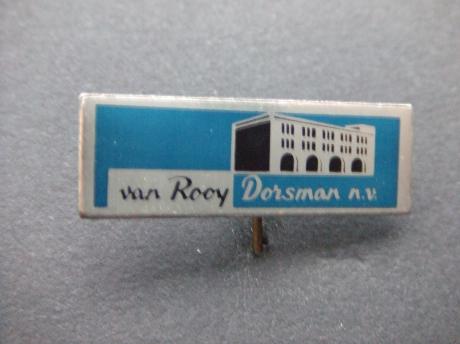 van Rooy Dorsman n.v.